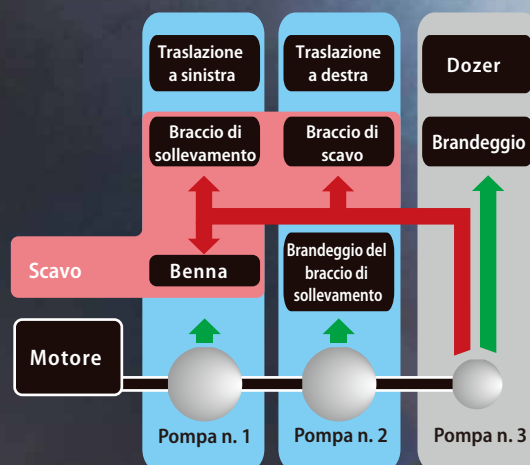 Traslazione
a sinistra
Traslazione
a destra
Dozer
Braccio di
sollevamento
Braccio di
scavo
Brandeggio
Scavo
Benna
Brandeggio del
braccio di
sollevamento
Motore
Pompa n. 1
Pompa n. 2
Pompa n. 3